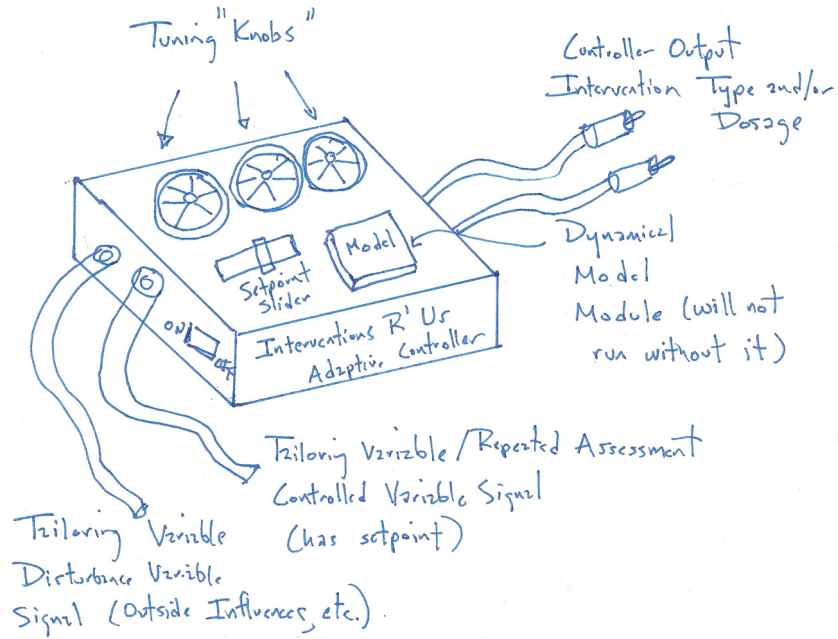 Tuning "Knobs"
Controller Output
Intervention Type and/or
Dosage
Model
Setpoint
Slider
ON
OFF
Interventions R' Us
Adaptive Controller
Dynamical
Model
Module (will not
run without it)
Tailoring Variable/Repeated Assessment
Controlled Variable Signal
(has setpoint)
Tailoring Variable
Disturbance Variable
Signal (Outside Influences, etc.)